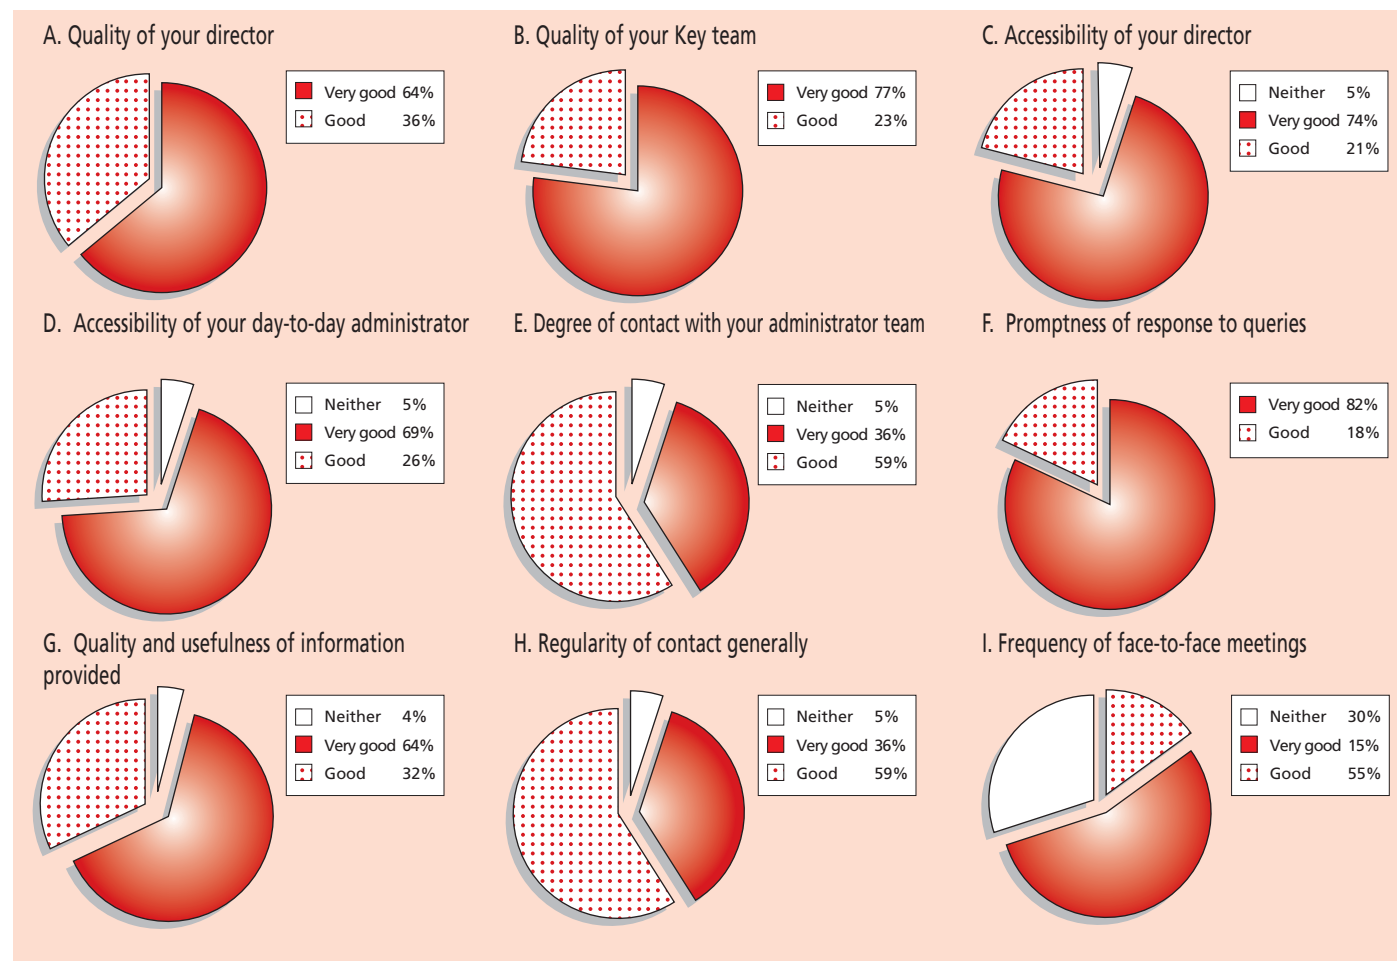 A. Quality of your director
Very good 64%
Good 36%
B. Quality of your Key team
Very good 77%
Good 23%
C. Accessibility of your director
Neither 5%
Very good 74%
Good 21%
D. Accessibility of your day-to-day administrator
Neither 5%
Very good 69%
Good 26%
E. Degree of contact with your administrator team
Neither 5%
Very good 36%
Good 59%
F. Promptness of response to queries
Very good 82%
Good 18%
G. Quality and usefulness of information
provided
Neither 4%
Very good 64%
Good 32%
H. Regularity of contact generally
Neither 5%
Very good 36%
Good 59%
I. Frequency of face-to-face meetings
Neither 30%
Very good 15%
Good 55%